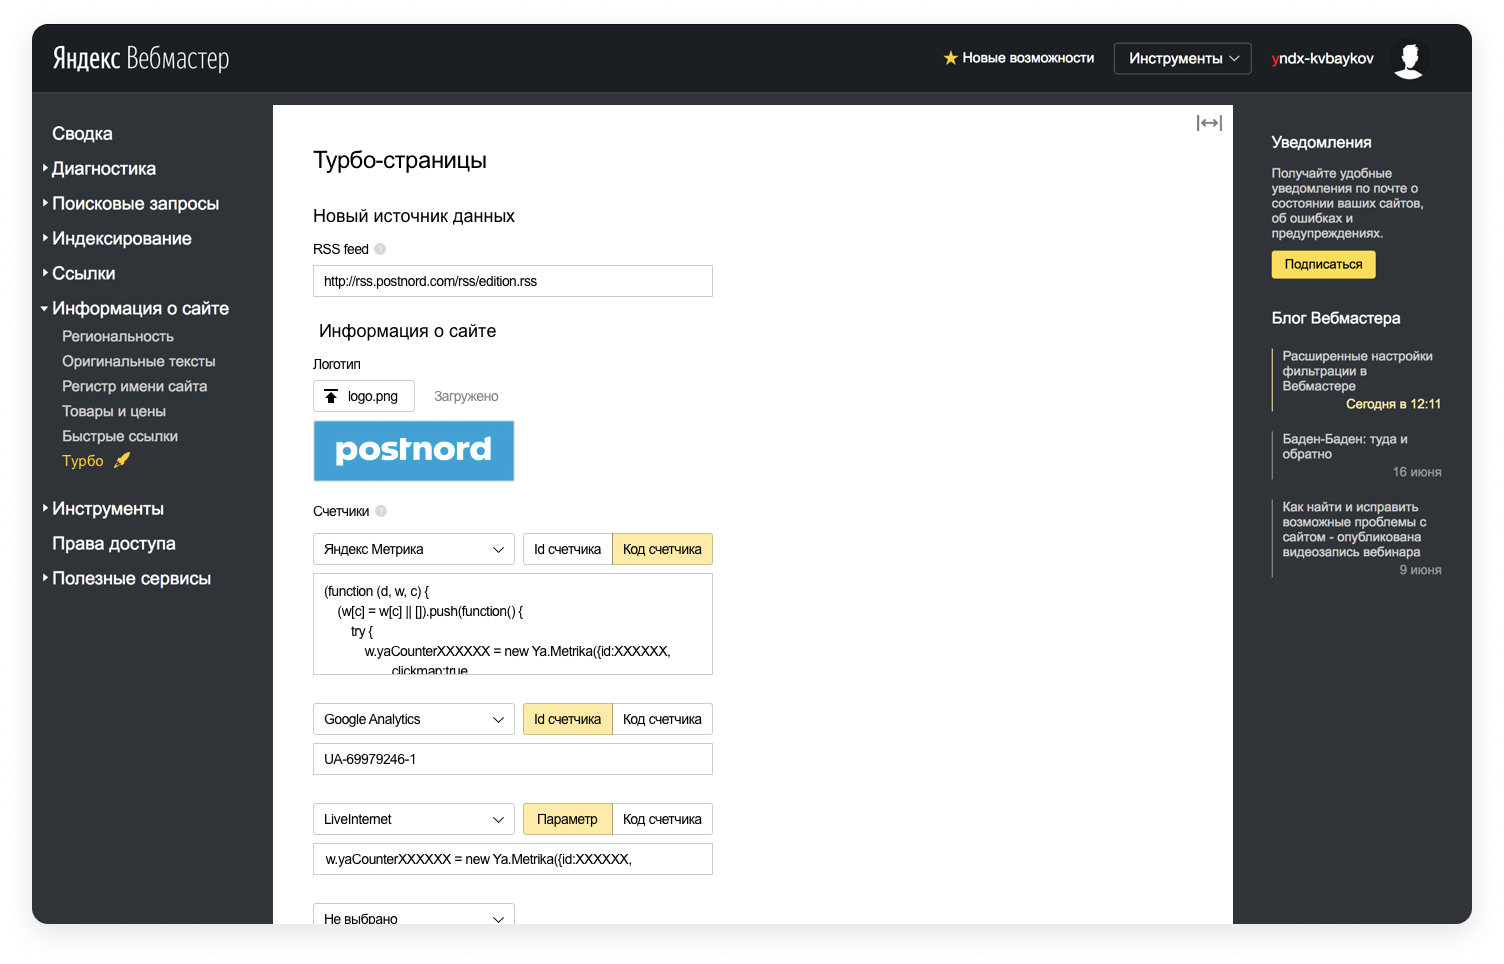 Яндекс Вебмастер
Новые возможности
Инструменты
yndx-kvbaykov
Сводка
Диагностика
Поисковые запросы
Индексирование
Ссылки
Информация о сайте
Региональность
Оригинальные тексты
Регистр имени сайта
Товары и цены
Быстрые ссылки
Турбо
Инструменты
Права доступа
Полезные сервисы
Турбо-страницы
Новый источник данных
RSS feed ?
http://rss.postnord.com/rss/edition.rss
Информация о сайте
Логотип
logo.png
Загружено
postnord
Счетчики ?
Яндекс Метрика
Id счетчика
Код счетчика
(function (d, w, c) {
(w[c] = w[c] || []).push(function() {
try {
w.yaCounterXXXXXX = new Ya.Metrika({id:XXXXXX,
clickmap:true
Google Analytics
Id счетчика
Код счетчика
UA-69979246-1
LiveInternet
Параметр
Код счетчика
w.yaCounterXXXXXX = new Ya.Metrika({id:XXXXXX,
Не выбрано
Уведомления
Получайте удобные
уведомления по почте о
состоянии ваших сайтов,
об ошибках и
предупреждениях.
Подписаться
Блог Вебмастера
Расширенные настройки
фильтрации в
Вебмастере
Сегодня в 12:11
Баден-Баден: туда и
обратно
16 июня
Как найти и исправить
возможные проблемы с
сайтом - опубликована
видеозапись вебинара
9 июня